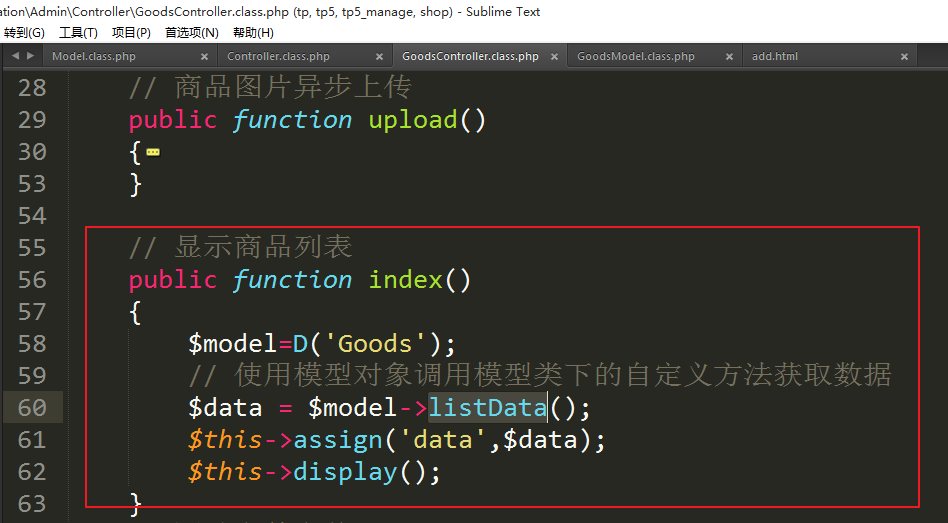 ation\Admin\Controller\GoodsController.class.php (tp, tp5, tp5_manage, shop) - Sublime Text
转到(G) 工具(T) 项目(P) 首选项(N) 帮助(H)
Model.class.php × Controller.class.php × GoodsController.class.php × GoodsModel.class.php × add.html ×
28 // 商品图片异步上传
29 public function upload()
30 {
53 }
54
55 // 显示商品列表
56 public function index()
57 {
58 $model=D('Goods');
59 // 使用模型对象调用模型类下的自定义方法获取数据
60 $data = $model->listData();
61 $this->assign('data',$data);
62 $this->display();
63 }